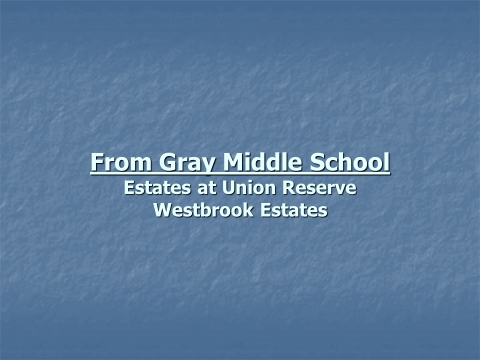 From Gray Middle School
Estates at Union Reserve
Westbrook Estates